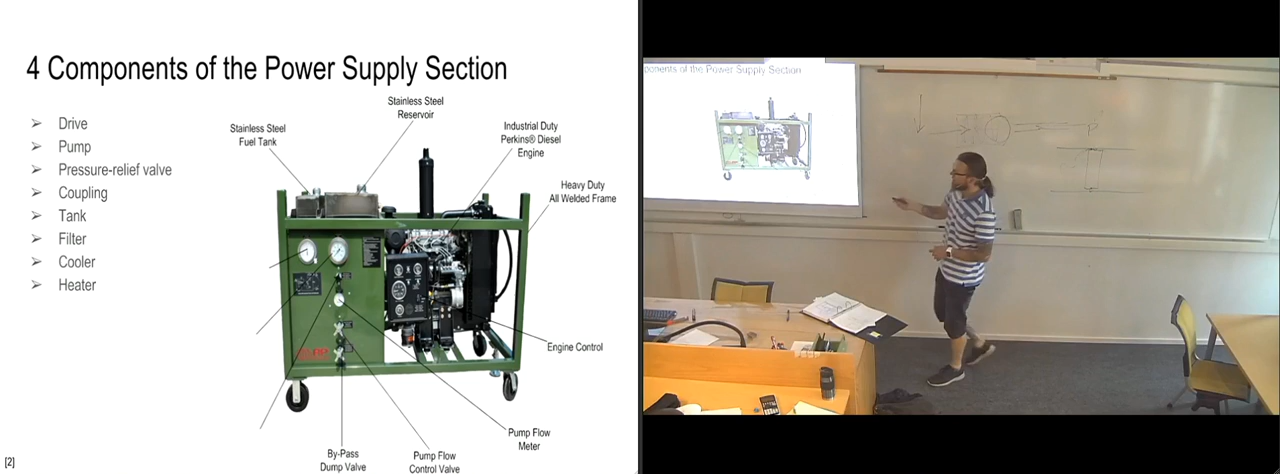 4 Components of the Power Supply Section
➢ Drive
➢ Pump
➢ Pressure-relief valve
➢ Coupling
➢ Tank
➢ Filter
➢ Cooler
➢ Heater
Stainless Steel
Fuel Tank
Stainless Steel
Reservoir
Industrial Duty
Perkins® Diesel
Engine
Heavy Duty
All Welded Frame
Engine Control
Pump Flow
Meter
Pump Flow
Control Valve
By-Pass
Dump Valve
[2]
ponents of the Power Supply Section